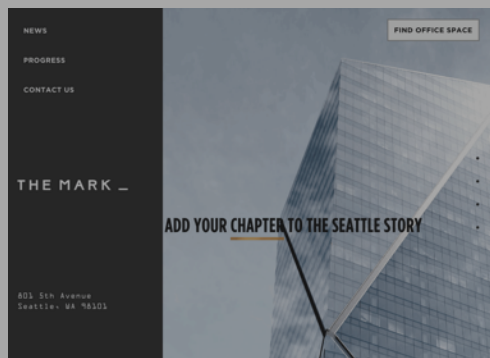 NEWS
FIND OFFICE SPACE
PROGRESS
CONTACT US
THE MARK _
ADD YOUR CHAPTER TO THE SEATTLE STORY
801 5th Avenue
Seattle, WA 98101